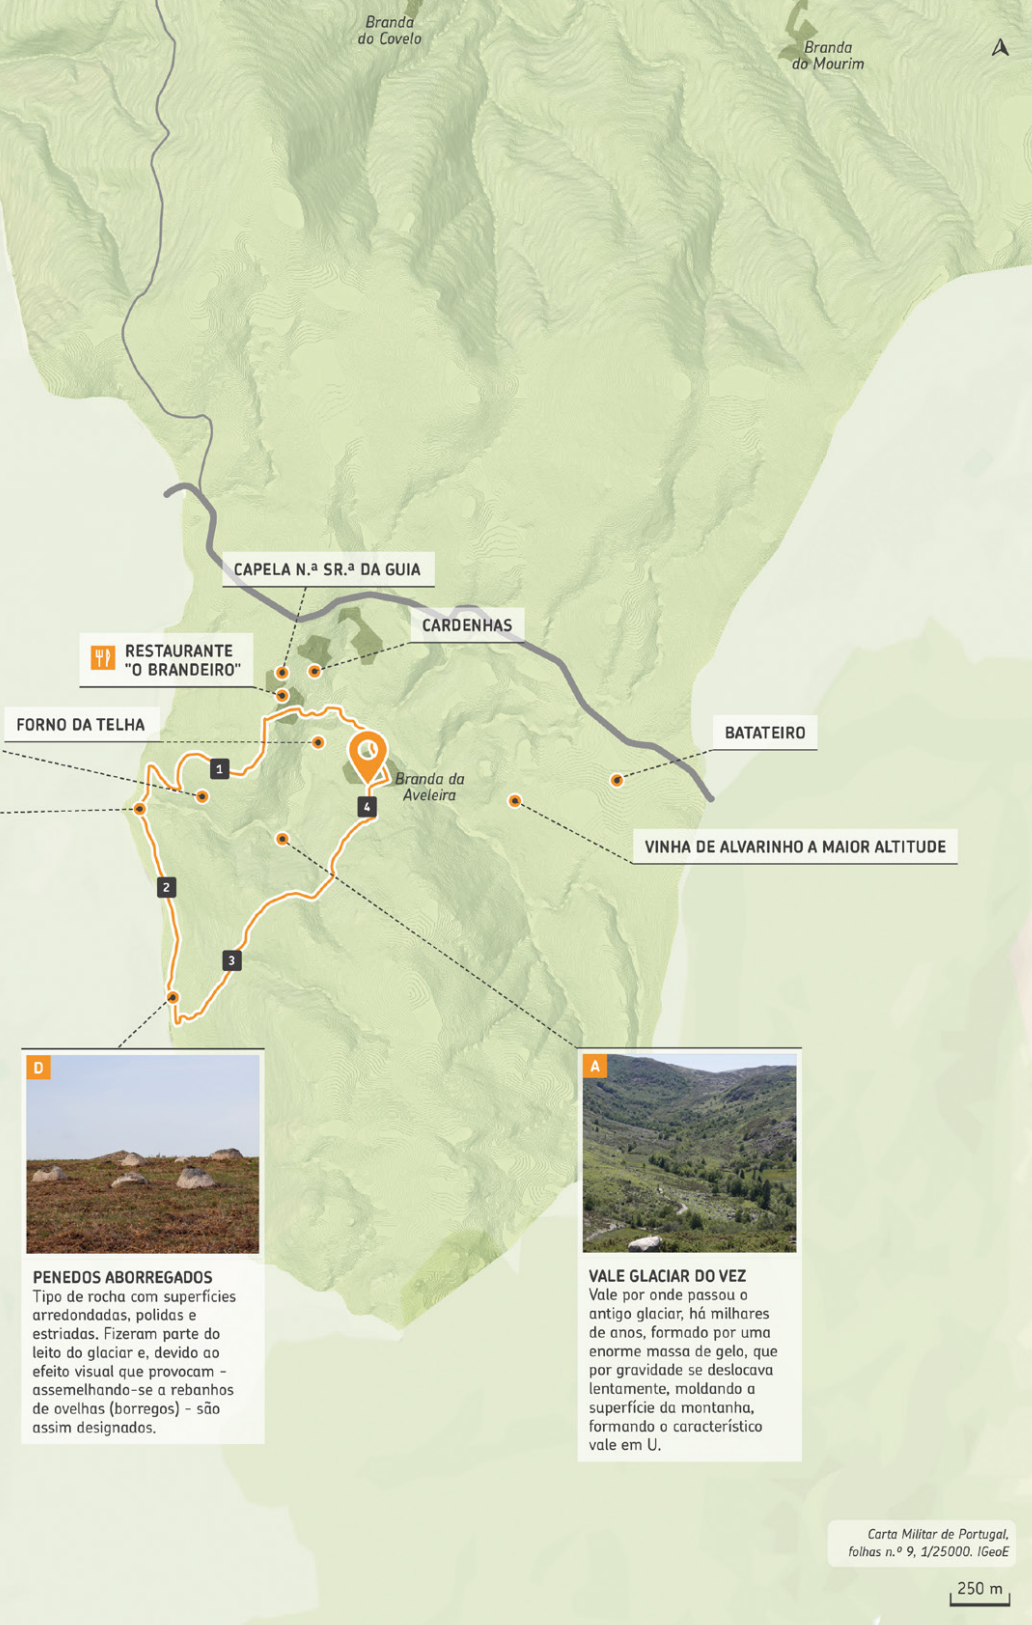 Branda
do Covelo
Branda
do Mourim
CAPELA N.ª SR.ª DA GUIA
CARDENHAS
RESTAURANTE
"O BRANDEIRO"
FORNO DA TELHA
BATATEIRO
1
Branda da
Aveleira
4
VINHA DE ALVARINHO A MAIOR ALTITUDE
2
3
D
PENEDOS ABORREGADOS
Tipo de rocha com superfícies
arredondadas, polidas e
estriadas. Fizeram parte do
leito do glaciar e, devido ao
efeito visual que provocam -
assemelhando-se a rebanhos
de ovelhas (borregos) - são
assim designados.
A
VALE GLACIAR DO VEZ
Vale por onde passou o
antigo glaciar, há milhares
de anos, formado por uma
enorme massa de gelo, que
por gravidade se deslocava
lentamente, moldando a
superfície da montanha,
formando o característico
vale em U.
Carta Militar de Portugal,
folhas n.º 9, 1/25000. IGeoE
250 m